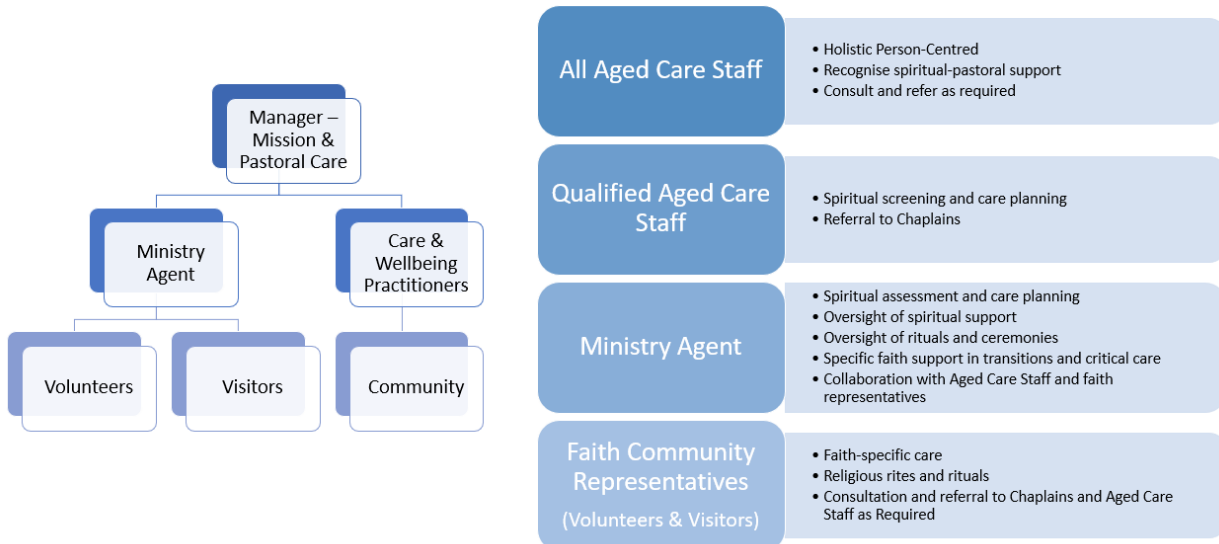 Manager –
Mission &
Pastoral Care
Ministry
Agent
Care &
Wellbeing
Practitioners
Volunteers
Visitors
Community
All Aged Care Staff
• Holistic Person-Centred
• Recognise spiritual-pastoral support
• Consult and refer as required
Qualified Aged Care
Staff
• Spiritual screening and care planning
• Referral to Chaplains
Ministry Agent
• Spiritual assessment and care planning
• Oversight of spiritual support
• Oversight of rituals and ceremonies
• Specific faith support in transitions and critical care
• Collaboration with Aged Care Staff and faith
representatives
Faith Community
Representatives
(Volunteers & Visitors)
• Faith-specific care
• Religious rites and rituals
• Consultation and referral to Chaplains and Aged Care
Staff as Required